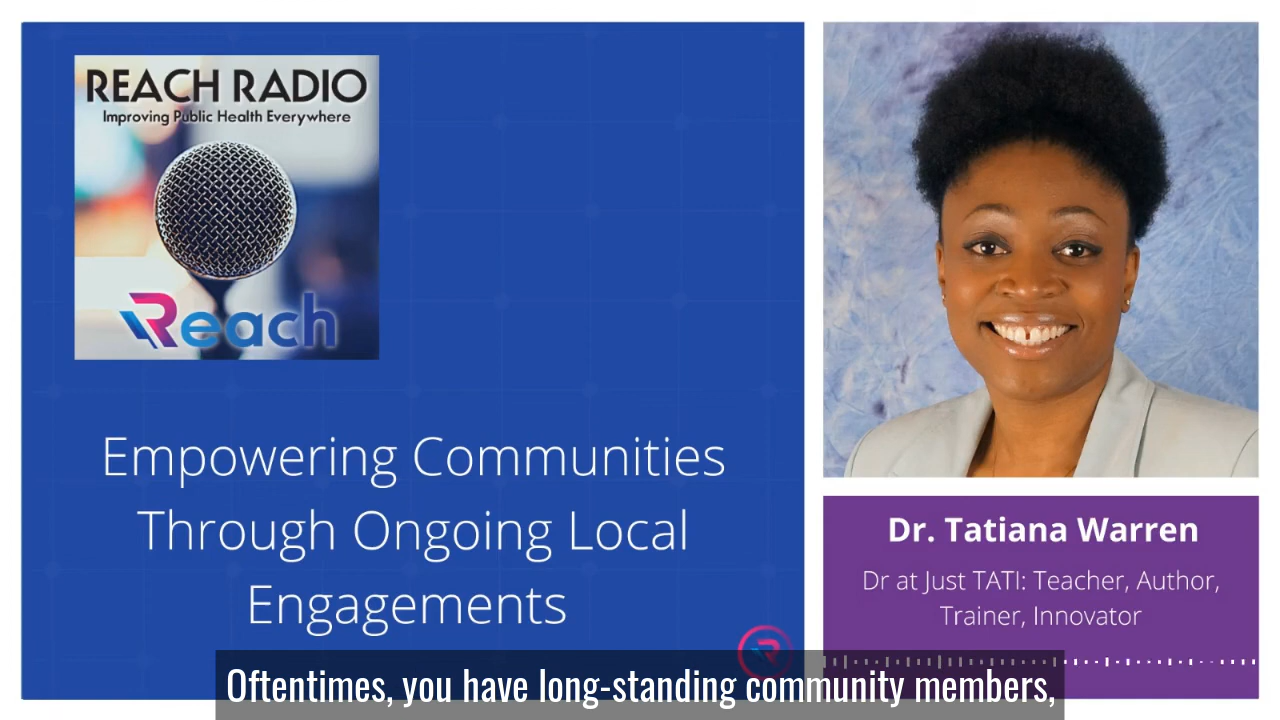 REACH RADIO
Improving Public Health Everywhere
Reach
Empowering Communities
Through Ongoing Local
Engagements
Dr. Tatiana Warren
Dr at Just TATI: Teacher, Author,
Trainer, Innovator
Oftentimes, you have long-standing community members,